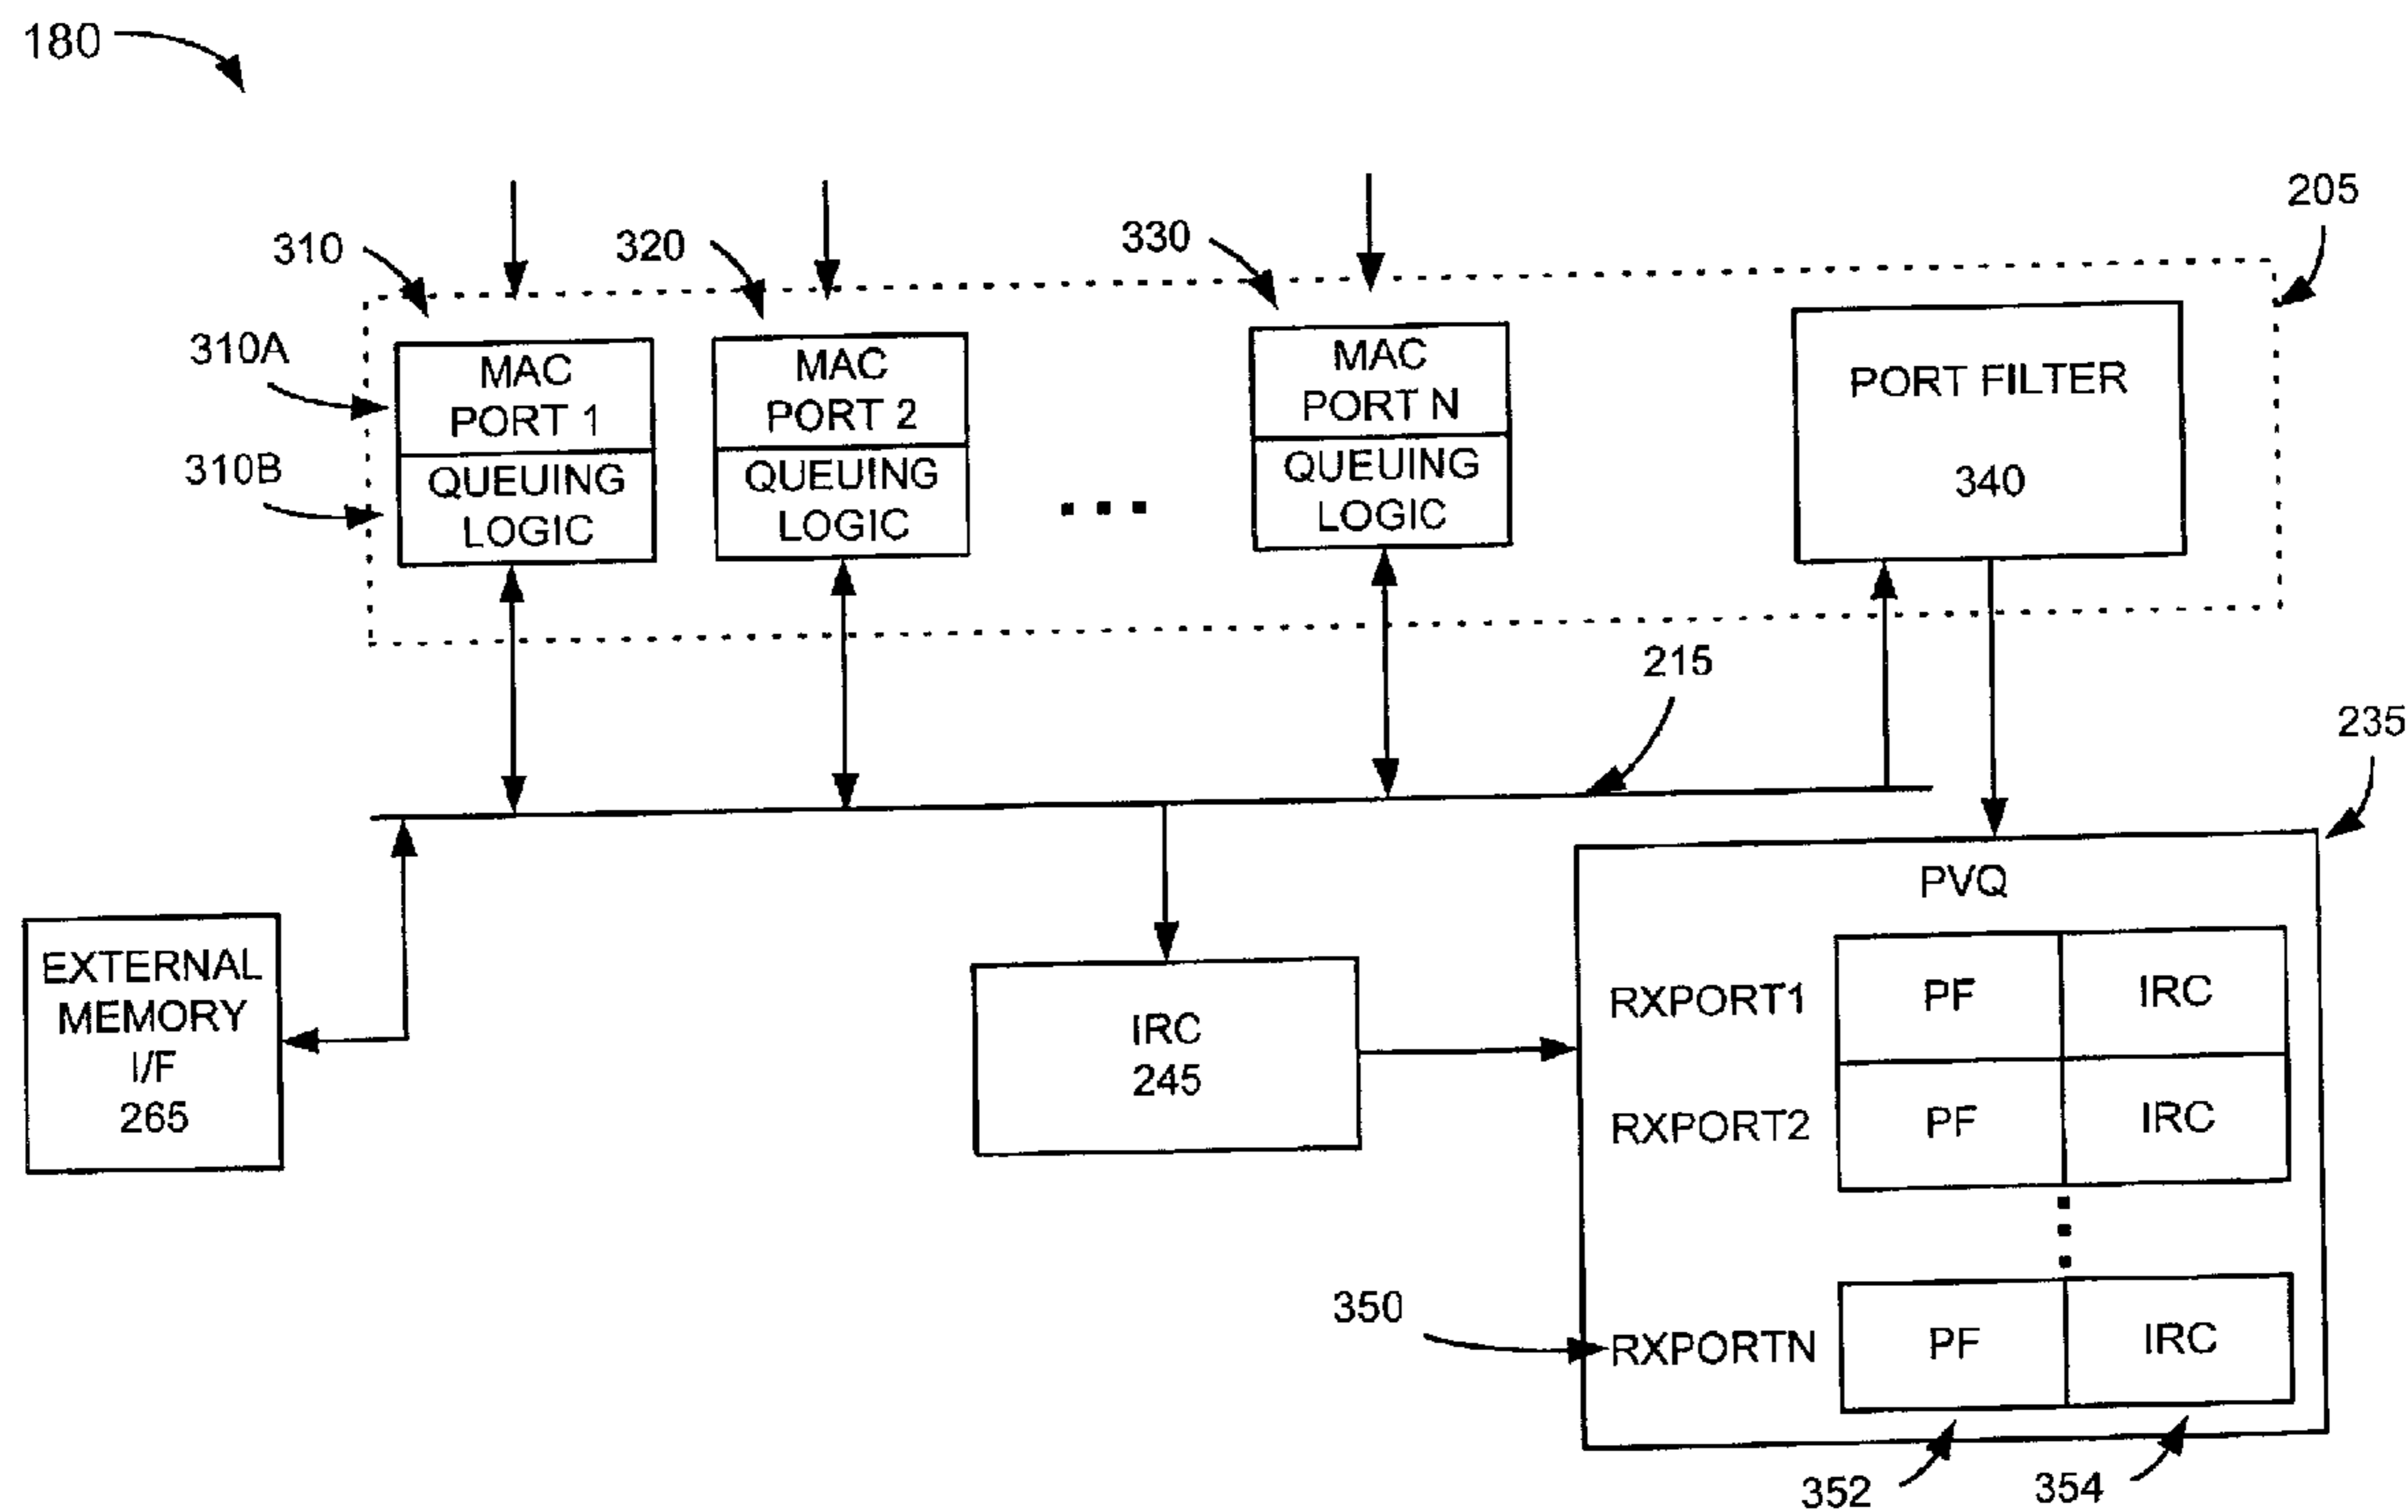 180
205
310
320
330
310A
MAC
PORT 1
MAC
PORT 2
MAC
PORT N
PORT FILTER
340
310B
QUEUING
LOGIC
QUEUING
LOGIC
QUEUING
LOGIC
215
235
EXTERNAL
MEMORY
I/F
265
IRC
245
PVQ
RXPORT1
PF
IRC
RXPORT2
PF
IRC
350
RXPORTN
PF
IRC
352
354